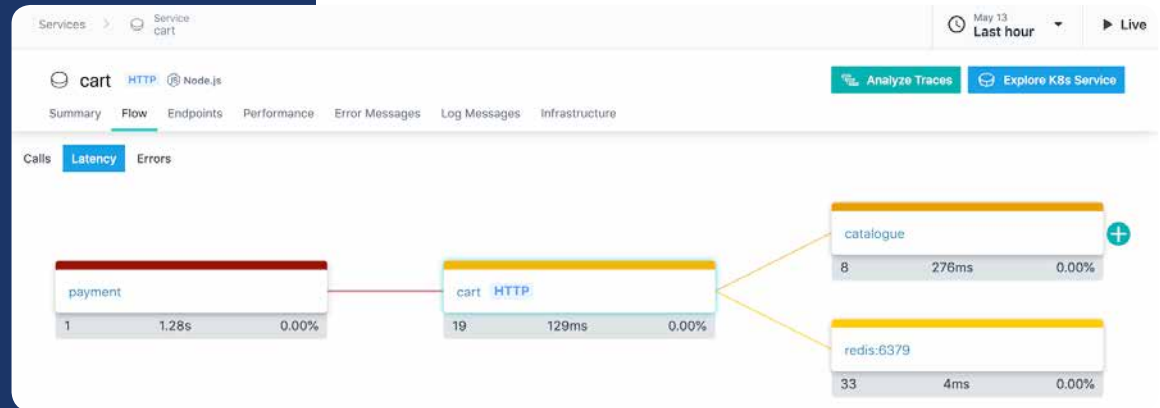 Services > Service
cart
May 13
Last hour
Live
cart HTTP JS Node.js
Analyze Traces
Explore K8s Service
Summary Flow Endpoints Performance Error Messages Log Messages Infrastructure
Calls Latency Errors
payment
1 1.28s 0.00%
cart HTTP
19 129ms 0.00%
catalogue
8 276ms 0.00%
redis:6379
33 4ms 0.00%